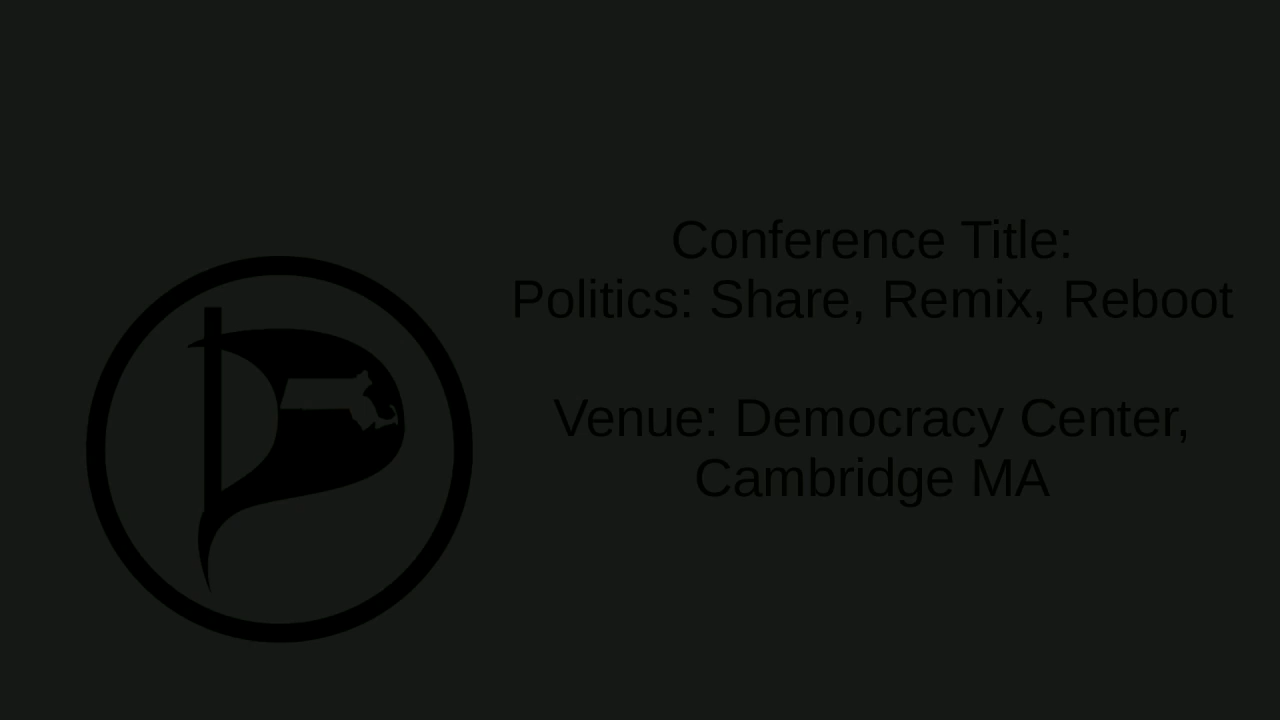 Conference Title:
Politics: Share, Remix, Reboot
Venue: Democracy Center,
Cambridge MA